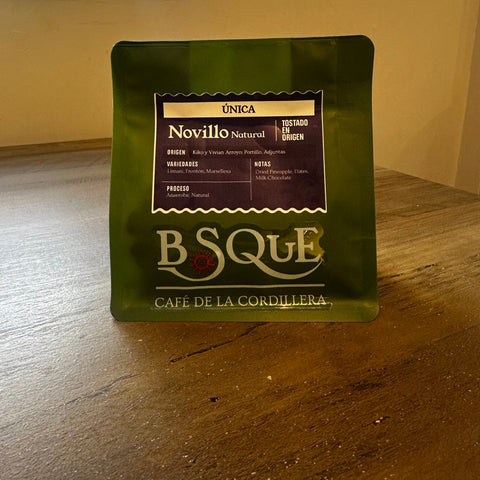 ÚNICA
Novillo Natural
TOSTADO
EN
ORIGEN
ORIGEN Kiko y Vivian Arroyo; Portillo, Adjuntas
VARIEDADES
Limani, Frontón, Marsellesa
NOTAS
Dried Pineapple, Dates,
Milk Chocolate
PROCESO
Anaerobic Natural
BOSQUE
CAFÉ DE LA CORDILLERA